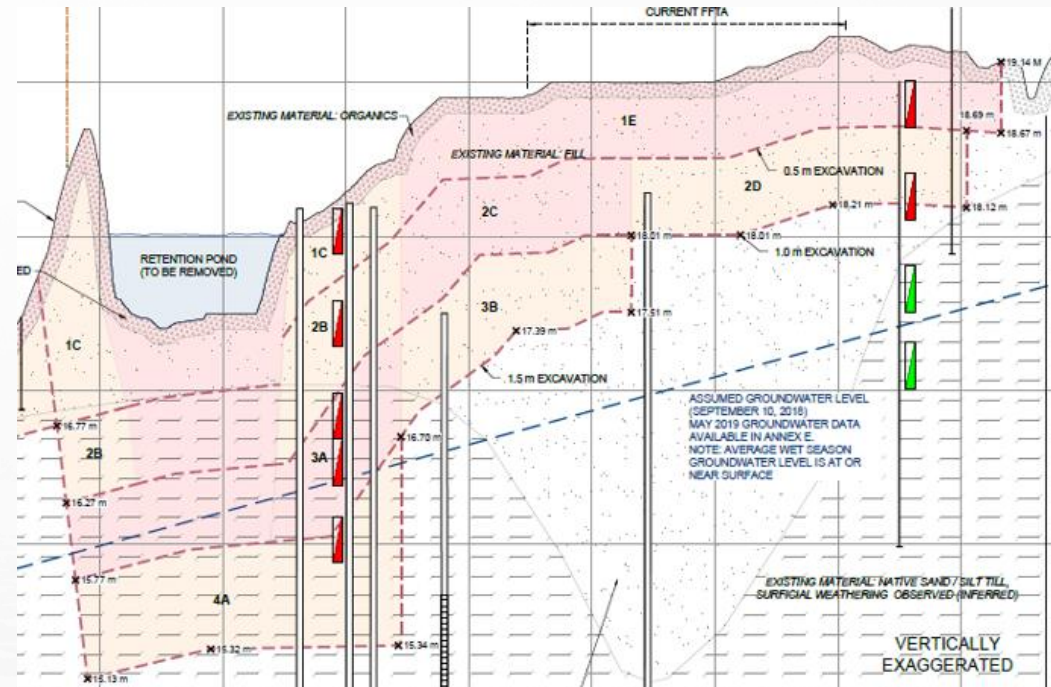 CURRENT FFTA
19.14 M
EXISTING MATERIAL: ORGANICS
1E
18.69 m
18.67 m
EXISTING MATERIAL: FILL
0.5 m EXCAVATION
2D
2C
18.21 m
18.12 m
18.01 m
18.01 m
1.0 m EXCAVATION
RETENTION POND
(TO BE REMOVED)
1C
ED
3B
17.51 m
2B
17.39 m
1C
1.5 m EXCAVATION
ASSUMED GROUNDWATER LEVEL
(SEPTEMBER 10, 2018)
MAY 2019 GROUNDWATER DATA
AVAILABLE IN ANNEX E.
NOTE: AVERAGE WET SEASON
GROUNDWATER LEVEL IS AT OR
NEAR SURFACE
16.77 m
16.70 m
2B
3A
16.27 m
15.77 m
EXISTING MATERIAL: NATIVE SAND / SILT TILL,
SURFICIAL WEATHERING OBSERVED (INFERRED)
4A
15.34 m
15.32 m
15.13 m
VERTICALLY
EXAGGERATED